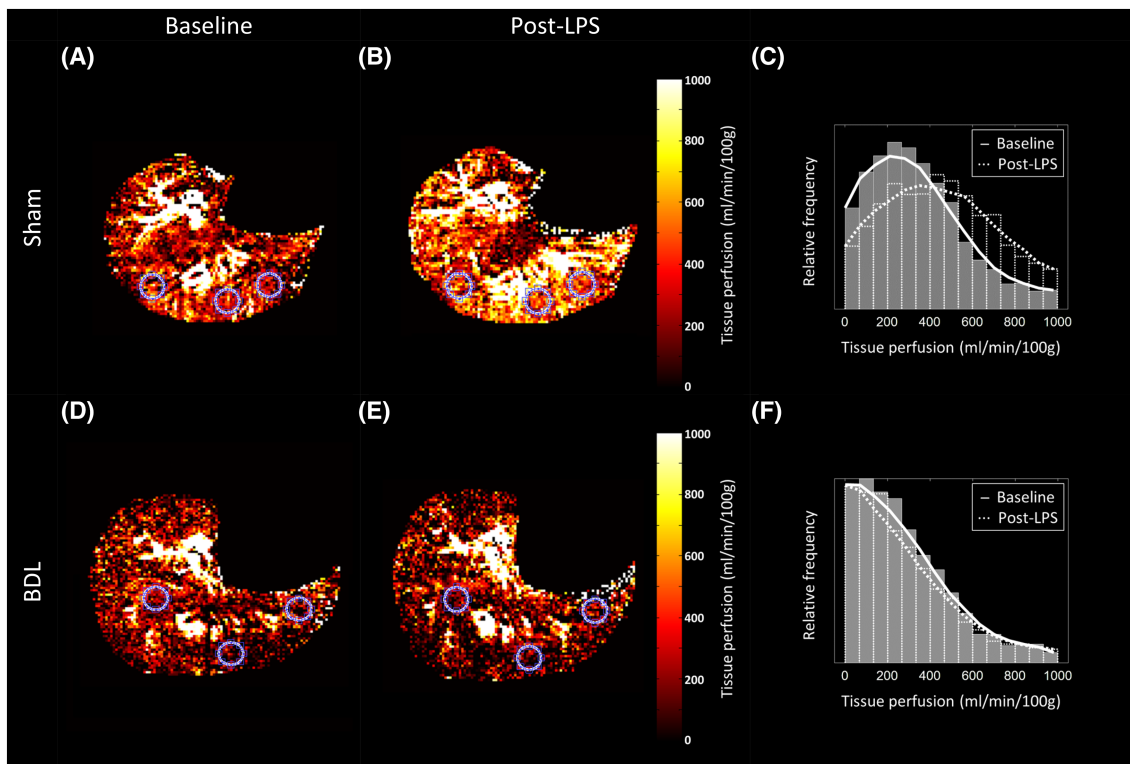 Baseline
Post-LPS
Sham
(A)
(B)
1000
800
600
400
200
0
Tissue perfusion (ml/min/100g)
(C)
Baseline
Post-LPS
Relative frequency
0 200 400 600 800 1000
Tissue perfusion (ml/min/100g)
BDL
(D)
(E)
1000
800
600
400
200
0
Tissue perfusion (ml/min/100g)
(F)
Baseline
Post-LPS
Relative frequency
0 200 400 600 800 1000
Tissue perfusion (ml/min/100g)